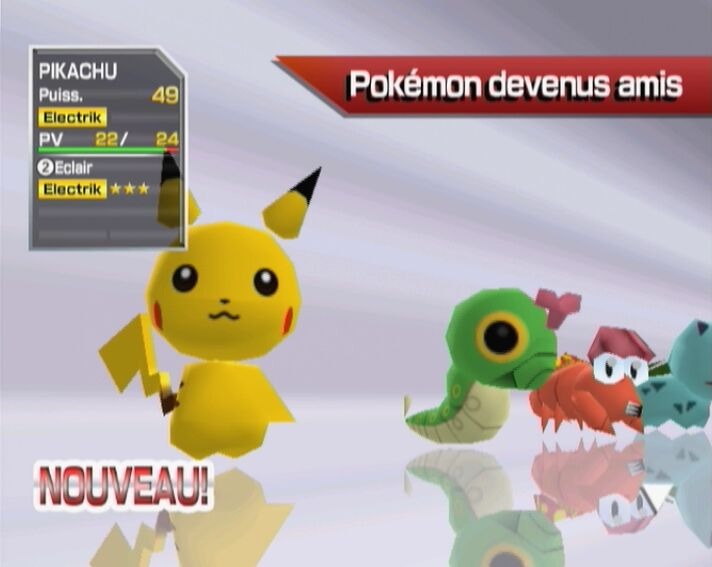 PIKACHU
Puiss. 49
Electrik
PV 22/ 24
2 Eclair
Electrik ★★★
Pokémon devenus amis
NOUVEAU!